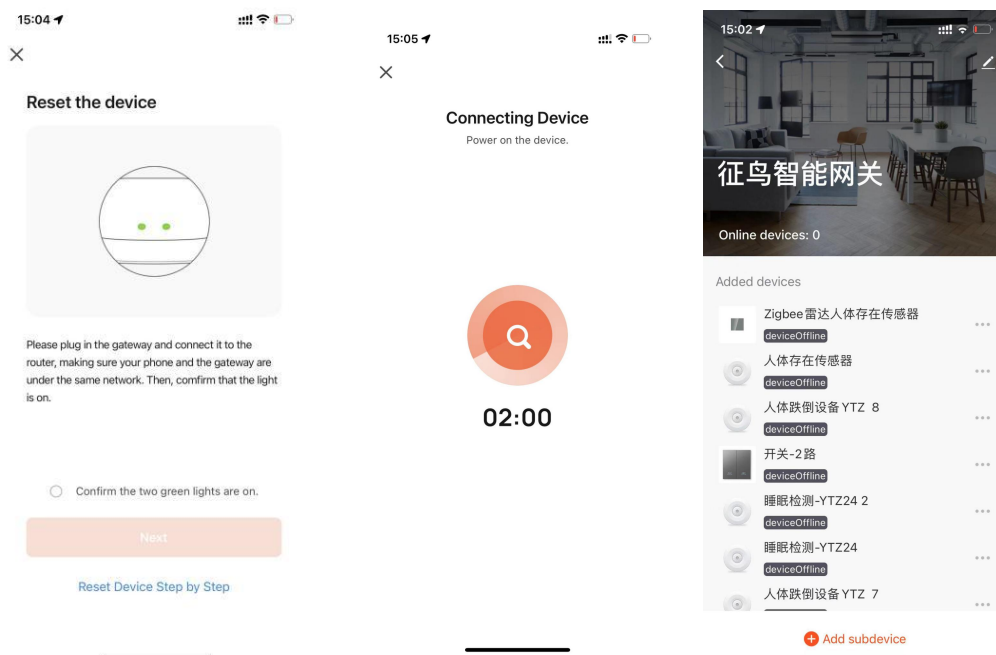 15:04
Reset the device
Please plug in the gateway and connect it to the
router, making sure your phone and the gateway are
under the same network. Then, comfirm that the light
is on.
Confirm the two green lights are on.
Next
Reset Device Step by Step
15:05
Connecting Device
Power on the device.
02:00
15:02
征鸟智能网关
Online devices: 0
Added devices
Zigbee雷达人体存在传感器
deviceOffline
人体存在传感器
deviceOffline
人体跌倒设备YTZ 8
deviceOffline
开关-2路
deviceOffline
睡眠检测-YTZ24 2
deviceOffline
睡眠检测-YTZ24
deviceOffline
人体跌倒设备YTZ 7
Add subdevice